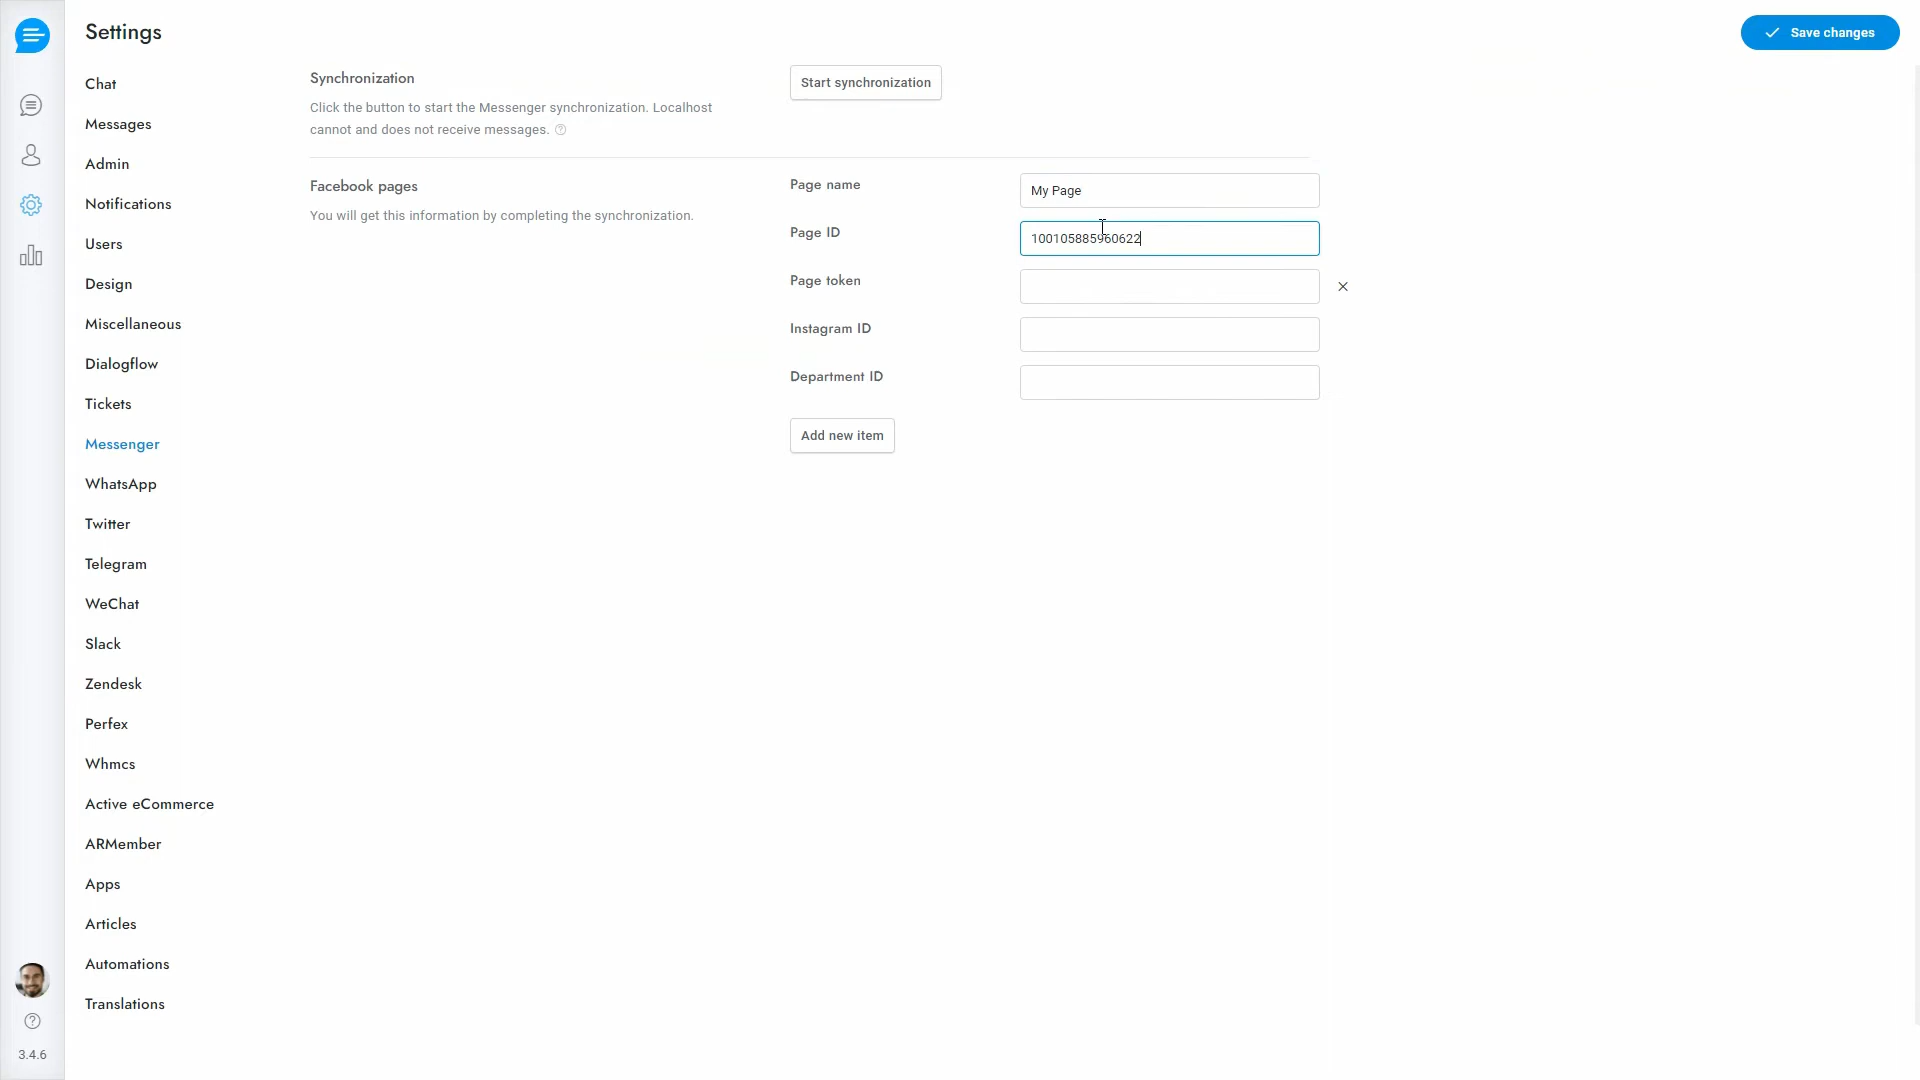 Settings
Save changes
Chat
Messages
Admin
Notifications
Users
Design
Miscellaneous
Dialogflow
Tickets
Messenger
WhatsApp
Twitter
Telegram
WeChat
Slack
Zendesk
Perfex
Whmcs
Active eCommerce
ARMember
Apps
Articles
Automations
Translations
3.4.6
Synchronization
Click the button to start the Messenger synchronization. Localhost
cannot and does not receive messages.
Start synchronization
Facebook pages
You will get this information by completing the synchronization.
Page name
My Page
Page ID
100105885960622
Page token
Instagram ID
Department ID
Add new item